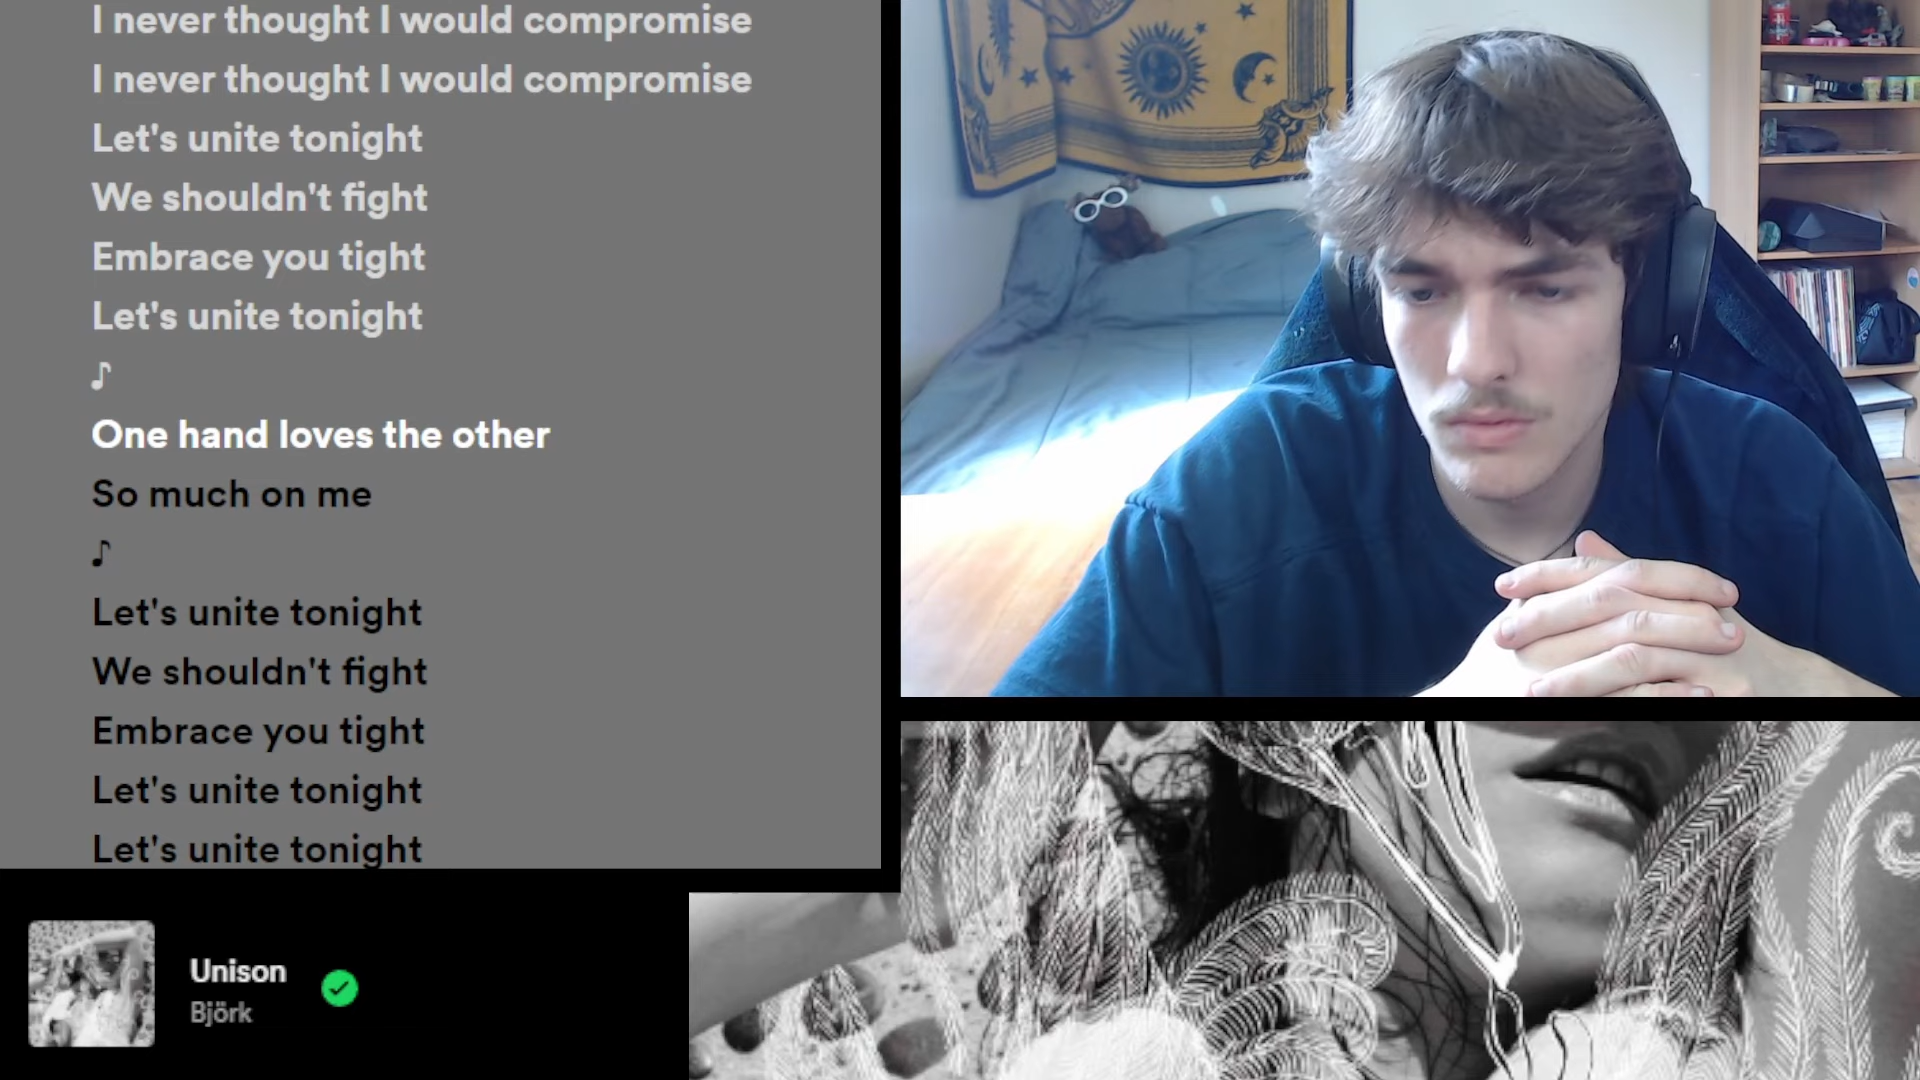 I never thought I would compromise
I never thought I would compromise
Let's unite tonight
We shouldn't fight
Embrace you tight
Let's unite tonight
♪
One hand loves the other
So much on me
♪
Let's unite tonight
We shouldn't fight
Embrace you tight
Let's unite tonight
Let's unite tonight
Unison
Björk